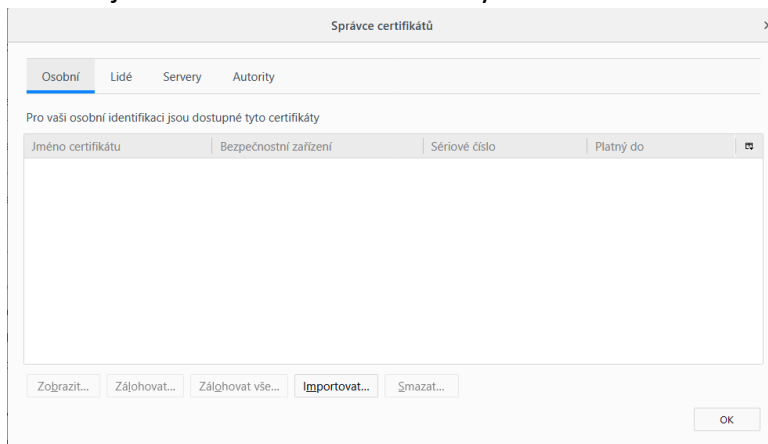 Správce certifikátů
Osobní Lidé Servery Autority
Pro vaši osobní identifikaci jsou dostupné tyto certifikáty
Jméno certifikátu Bezpečnostní zařízení Sériové číslo Platný do
Zobrazit... Zálohovat... Zálohovat vše... Importovat... Smazat...
OK